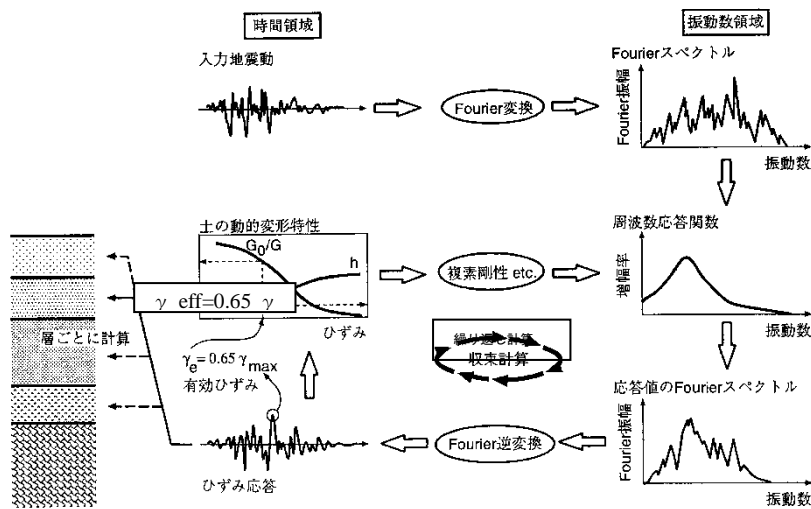 時間領域
振動数領域
入力地震動
Fourierスペクトル
Fourier変換
Fourier振幅
振動数
土の動的変形特性
G0/G
h
γ eff=0.65 γ
ひずみ
層ごとに計算
γe=0.65γmax
有効ひずみ
複素剛性 etc.
周波数応答関数
増幅率
振動数
繰り返し計算
収束計算
応答値のFourierスペクトル
Fourier振幅
振動数
Fourier逆変換
ひずみ応答